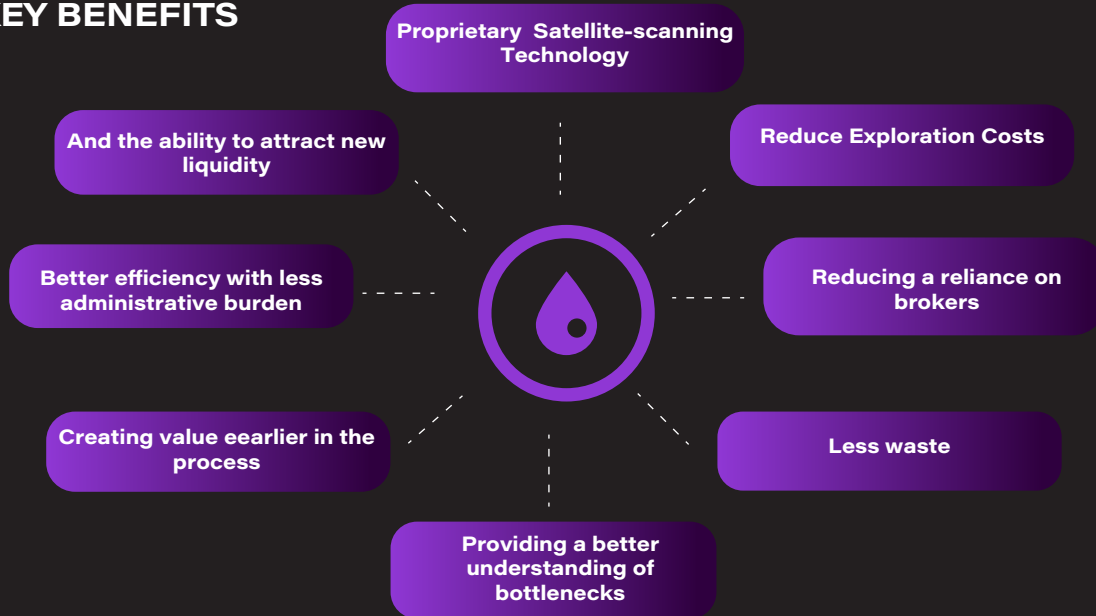 KEY BENEFITS
Proprietary Satellite-scanning
Technology
Reduce Exploration Costs
Reducing a reliance on
brokers
Less waste
Providing a better
understanding of
bottlenecks
Creating value eearlier in the
process
Better efficiency with less
administrative burden
And the ability to attract new
liquidity